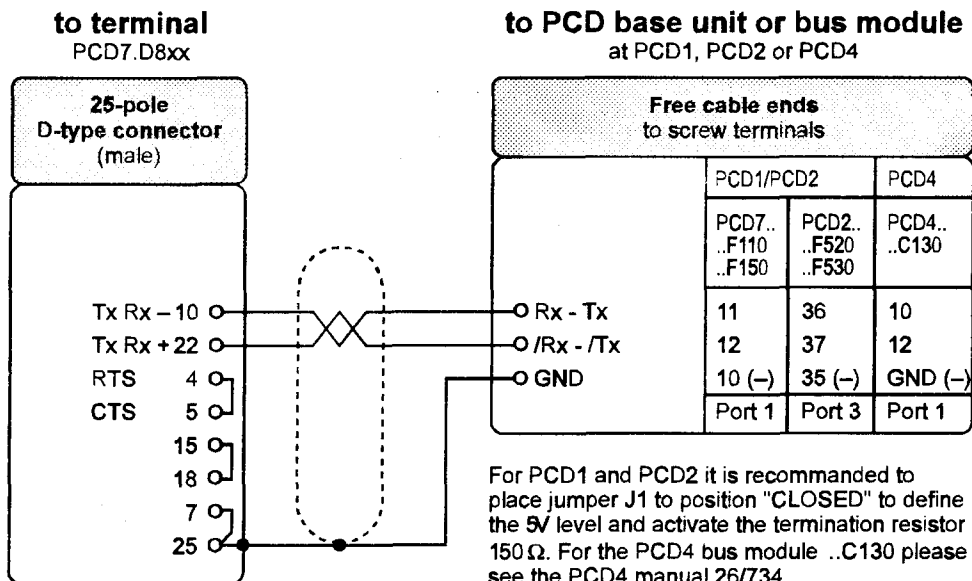 to terminal
PCD7.D8xx
25-pole
D-type connector
(male)
Tx Rx – 10
Tx Rx + 22
RTS 4
CTS 5
15
18
7
25
to PCD base unit or bus module
at PCD1, PCD2 or PCD4
Free cable ends
to screw terminals
PCD1/PCD2 PCD4
PCD7.. PCD2.. PCD4..
..F110 ..F520 ..C130
..F150 ..F530
Rx - Tx 11 36 10
/Rx - /Tx 12 37 12
GND 10 (–) 35 (–) GND (–)
Port 1 Port 3 Port 1
For PCD1 and PCD2 it is recommanded to
place jumper J1 to position "CLOSED" to define
the 5V level and activate the termination resistor
150 Ω. For the PCD4 bus module ..C130 please
see the PCD4 manual 26/734